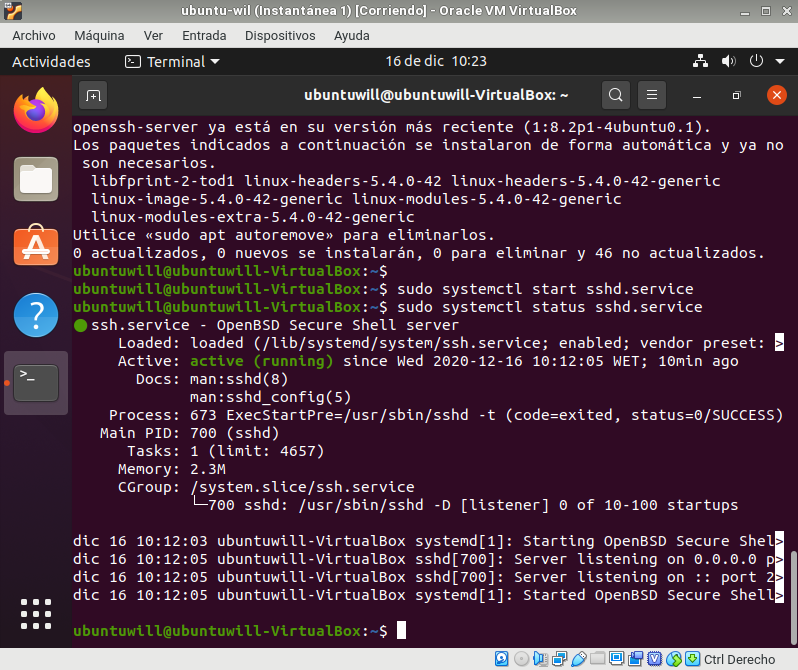 ubuntu-wil (Instantánea 1) [Corriendo] - Oracle VM VirtualBox
Archivo Máquina Ver Entrada Dispositivos Ayuda
Actividades Terminal 16 de dic 10:23
ubuntuwill@ubuntuwill-VirtualBox: ~
openssh-server ya está en su versión más reciente (1:8.2p1-4ubuntu0.1).
Los paquetes indicados a continuación se instalaron de forma automática y ya no
son necesarios.
libfprint-2-tod1 linux-headers-5.4.0-42 linux-headers-5.4.0-42-generic
linux-image-5.4.0-42-generic linux-modules-5.4.0-42-generic
linux-modules-extra-5.4.0-42-generic
Utilice «sudo apt autoremove» para eliminarlos.
0 actualizados, 0 nuevos se instalarán, 0 para eliminar y 46 no actualizados.
ubuntuwill@ubuntuwill-VirtualBox:~$
ubuntuwill@ubuntuwill-VirtualBox:~$ sudo systemctl start sshd.service
ubuntuwill@ubuntuwill-VirtualBox:~$ sudo systemctl status sshd.service
● ssh.service - OpenBSD Secure Shell server
Loaded: loaded (/lib/systemd/system/ssh.service; enabled; vendor preset: >
Active: active (running) since Wed 2020-12-16 10:12:05 WET; 10min ago
Docs: man:sshd(8)
man:sshd_config(5)
Process: 673 ExecStartPre=/usr/sbin/sshd -t (code=exited, status=0/SUCCESS)
Main PID: 700 (sshd)
Tasks: 1 (limit: 4657)
Memory: 2.3M
CGroup: /system.slice/ssh.service
└─700 sshd: /usr/sbin/sshd -D [listener] 0 of 10-100 startups
dic 16 10:12:03 ubuntuwill-VirtualBox systemd[1]: Starting OpenBSD Secure Shel>
dic 16 10:12:05 ubuntuwill-VirtualBox sshd[700]: Server listening on 0.0.0.0 p>
dic 16 10:12:05 ubuntuwill-VirtualBox sshd[700]: Server listening on :: port 2>
dic 16 10:12:05 ubuntuwill-VirtualBox systemd[1]: Started OpenBSD Secure Shell>
ubuntuwill@ubuntuwill-VirtualBox:~$
Ctrl Derecho